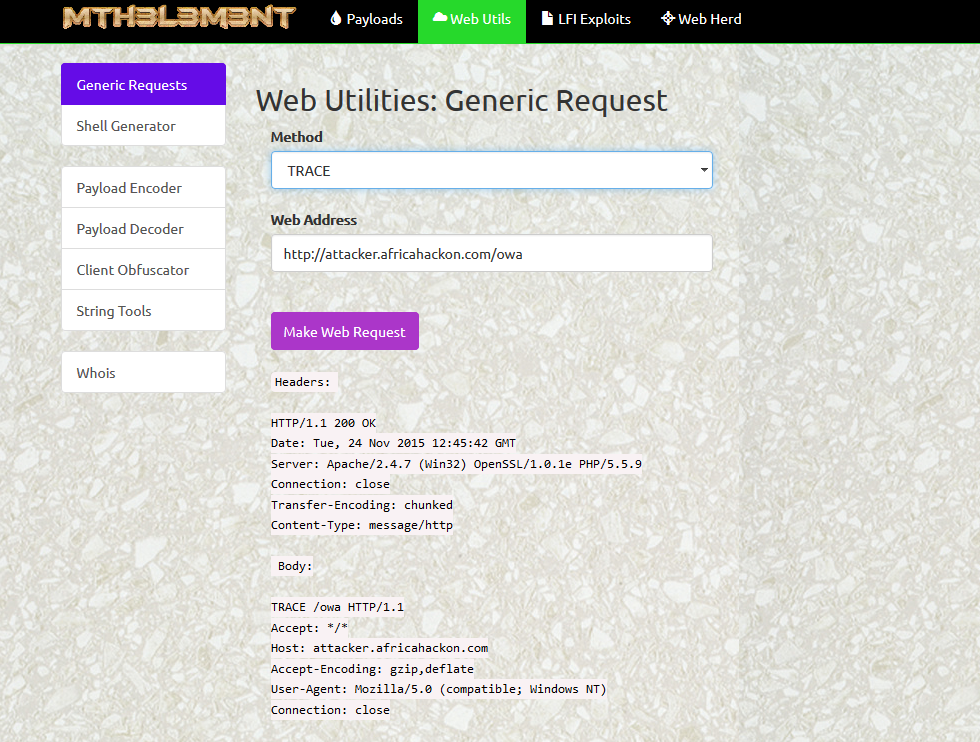 MTH3L3M3NT
Payloads
Web Utils
LFI Exploits
Web Herd
Generic Requests
Shell Generator
Payload Encoder
Payload Decoder
Client Obfuscator
String Tools
Whois
Web Utilities: Generic Request
Method
TRACE
Web Address
http://attacker.africahackon.com/owa
Make Web Request
Headers:
HTTP/1.1 200 OK
Date: Tue, 24 Nov 2015 12:45:42 GMT
Server: Apache/2.4.7 (Win32) OpenSSL/1.0.1e PHP/5.5.9
Connection: close
Transfer-Encoding: chunked
Content-Type: message/http
Body:
TRACE /owa HTTP/1.1
Accept: */*
Host: attacker.africahackon.com
Accept-Encoding: gzip,deflate
User-Agent: Mozilla/5.0 (compatible; Windows NT)
Connection: close